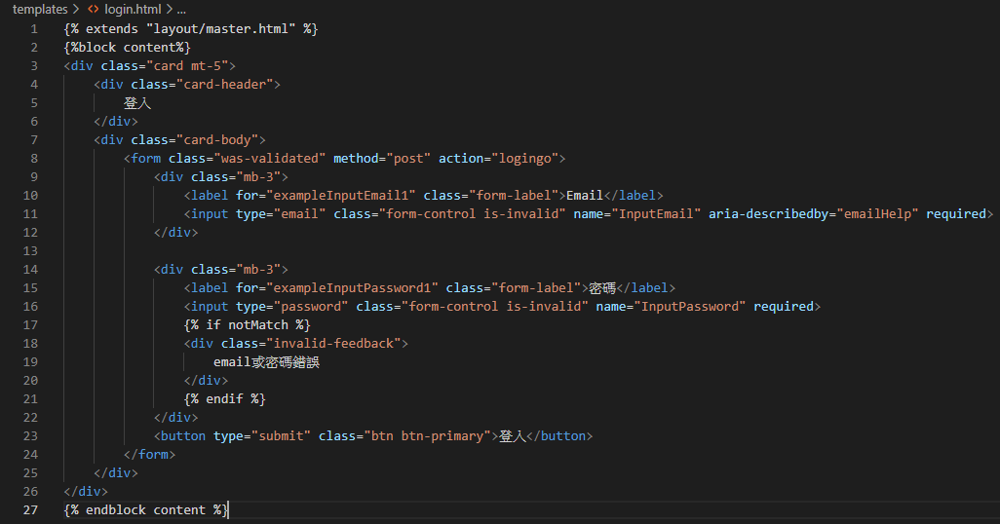 templates > <> login.html > ...
1 {% extends "layout/master.html" %}
2 {%block content%}
3 <div class="card mt-5">
4     <div class="card-header">
5         登入
6     </div>
7     <div class="card-body">
8         <form class="was-validated" method="post" action="logingo">
9             <div class="mb-3">
10                 <label for="exampleInputEmail1" class="form-label">Email</label>
11                 <input type="email" class="form-control is-invalid" name="InputEmail" aria-describedby="emailHelp" required>
12             </div>
13
14             <div class="mb-3">
15                 <label for="exampleInputPassword1" class="form-label">密碼</label>
16                 <input type="password" class="form-control is-invalid" name="InputPassword" required>
17                 {% if notMatch %}
18                 <div class="invalid-feedback">
19                     email或密碼錯誤
20                 </div>
21                 {% endif %}
22             </div>
23             <button type="submit" class="btn btn-primary">登入</button>
24         </form>
25     </div>
26 </div>
27 {% endblock content %}